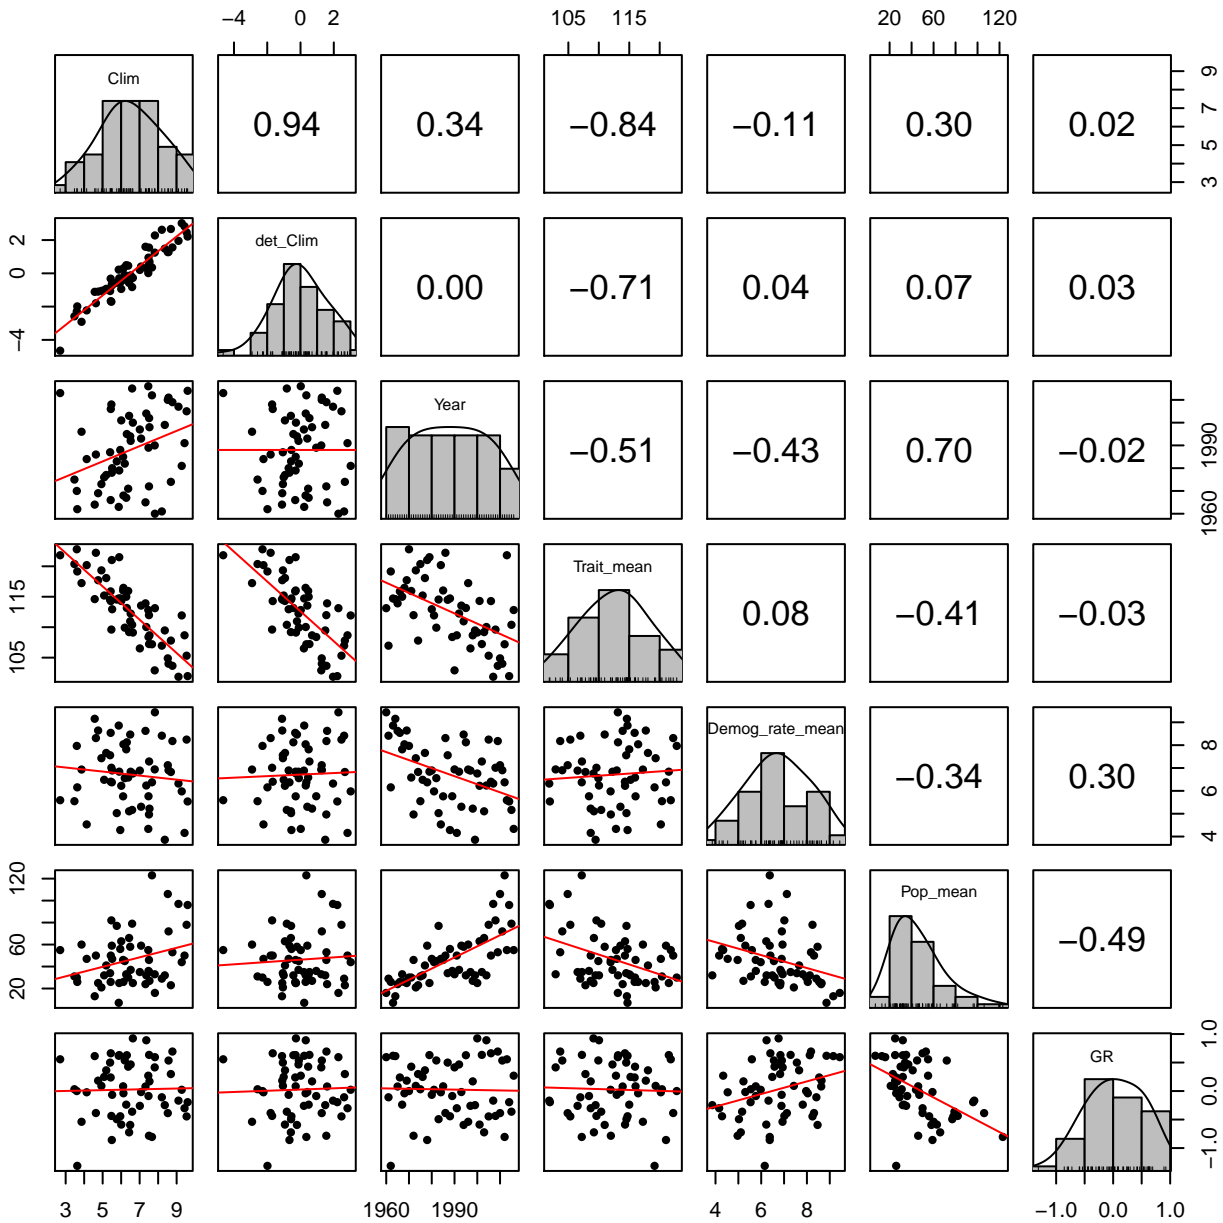 −4 0 2 105 115 20 60 120
Clim 0.94 0.34 −0.84 −0.11 0.30 0.02
3 5 7 9
−4 0 2
det_Clim 0.00 −0.71 0.04 0.07 0.03
Year −0.51 −0.43 0.70 −0.02
1960 1990
105 115
Trait_mean 0.08 −0.41 −0.03
Demog_rate_mean −0.34 0.30
4 6 8
20 60 120
Pop_mean −0.49
GR
−1.0 0.0 1.0
3 5 7 9 1960 1990 4 6 8 −1.0 0.0 1.0